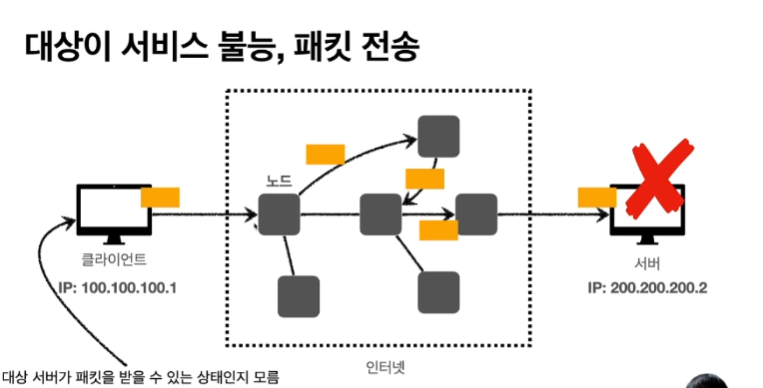 대상이 서비스 불능, 패킷 전송
노드
클라이언트
IP: 100.100.100.1
서버
IP: 200.200.200.2
인터넷
대상 서버가 패킷을 받을 수 있는 상태인지 모름